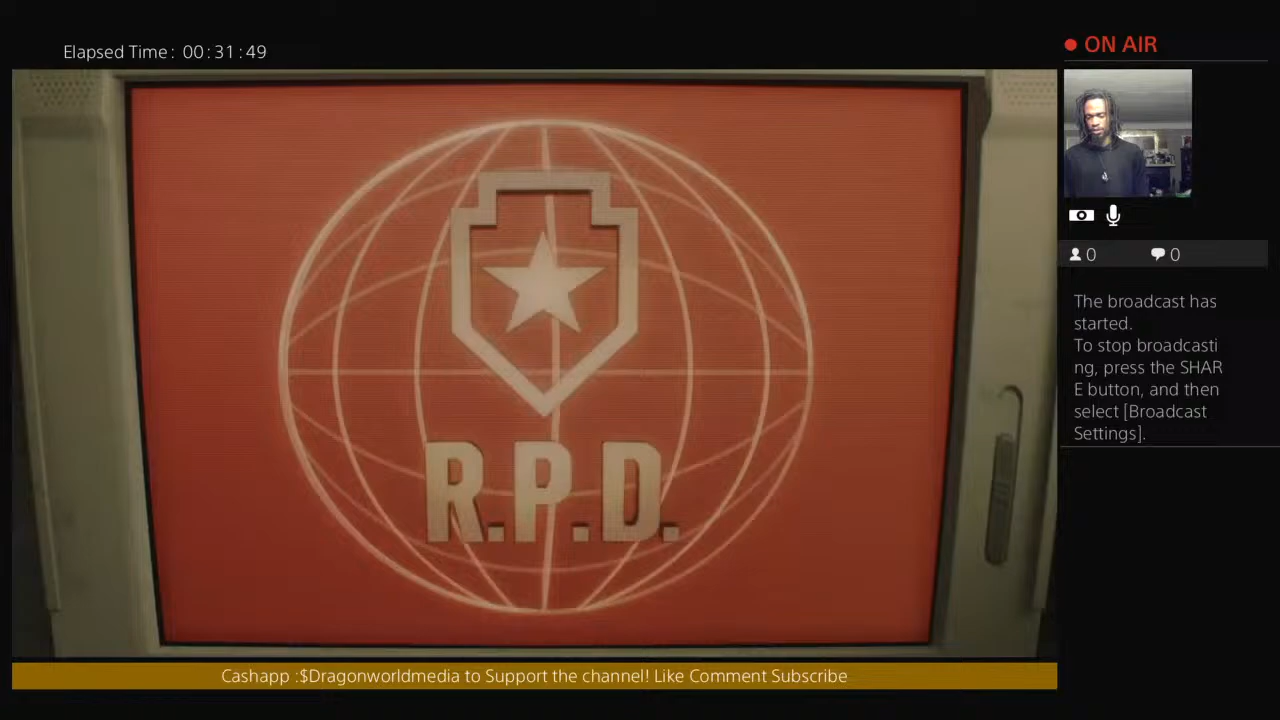 Elapsed Time: 00:31:49
ON AIR
R.P.D.
0 0
The broadcast has
started.
To stop broadcasti
ng, press the SHAR
E button, and then
select [Broadcast
Settings].
Cashapp :$Dragonworldmedia to Support the channel! Like Comment Subscribe